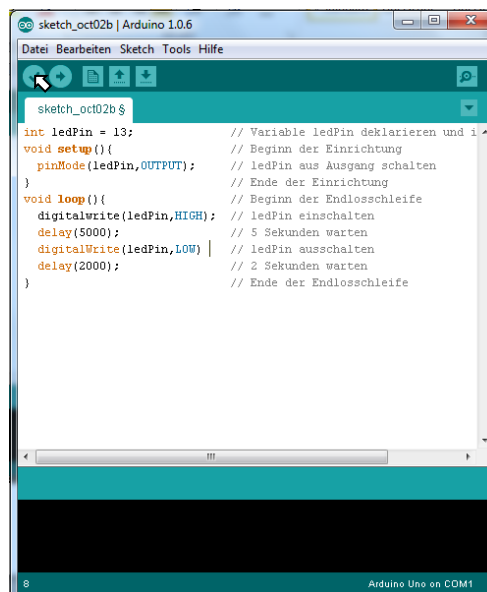 sketch_oct02b | Arduino 1.0.6
Datei Bearbeiten Sketch Tools Hilfe
sketch_oct02b §
int ledPin = 13; // Variable ledPin deklarieren und i
void setup(){ // Beginn der Einrichtung
pinMode(ledPin,OUTPUT); // ledPin aus Ausgang schalten
} // Ende der Einrichtung
void loop(){ // Beginn der Endlosschleife
digitalwrite(ledPin,HIGH); // ledPin einschalten
delay(5000); // 5 Sekunden warten
digitalWrite(ledPin,LOW) // ledPin ausschalten
delay(2000); // 2 Sekunden warten
} // Ende der Endlosschleife
8 Arduino Uno on COM1